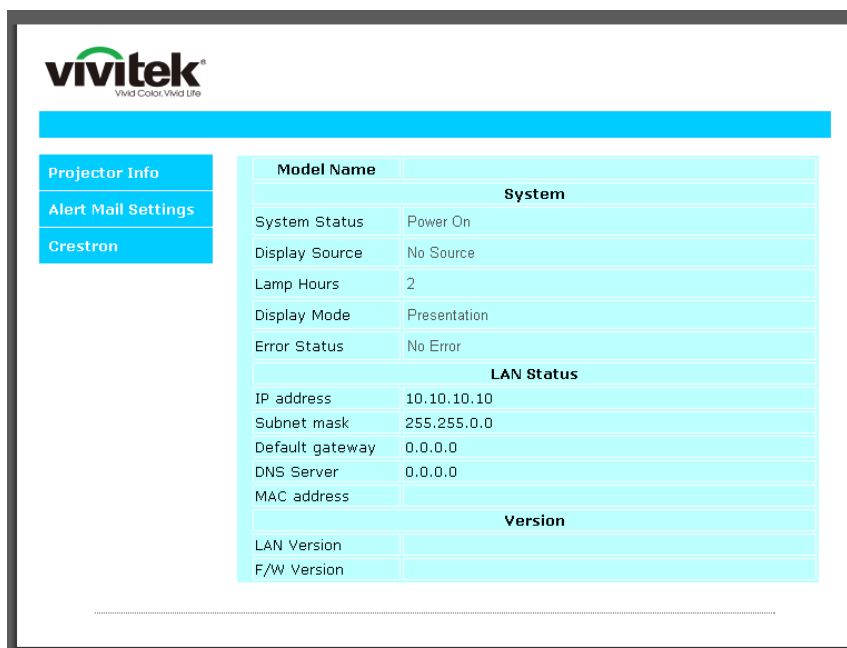 vivitek®
Vivid Color. Vivid Life
Projector Info
Alert Mail Settings
Crestron
Model Name
System
System Status Power On
Display Source No Source
Lamp Hours 2
Display Mode Presentation
Error Status No Error
LAN Status
IP address 10.10.10.10
Subnet mask 255.255.0.0
Default gateway 0.0.0.0
DNS Server 0.0.0.0
MAC address
Version
LAN Version
F/W Version